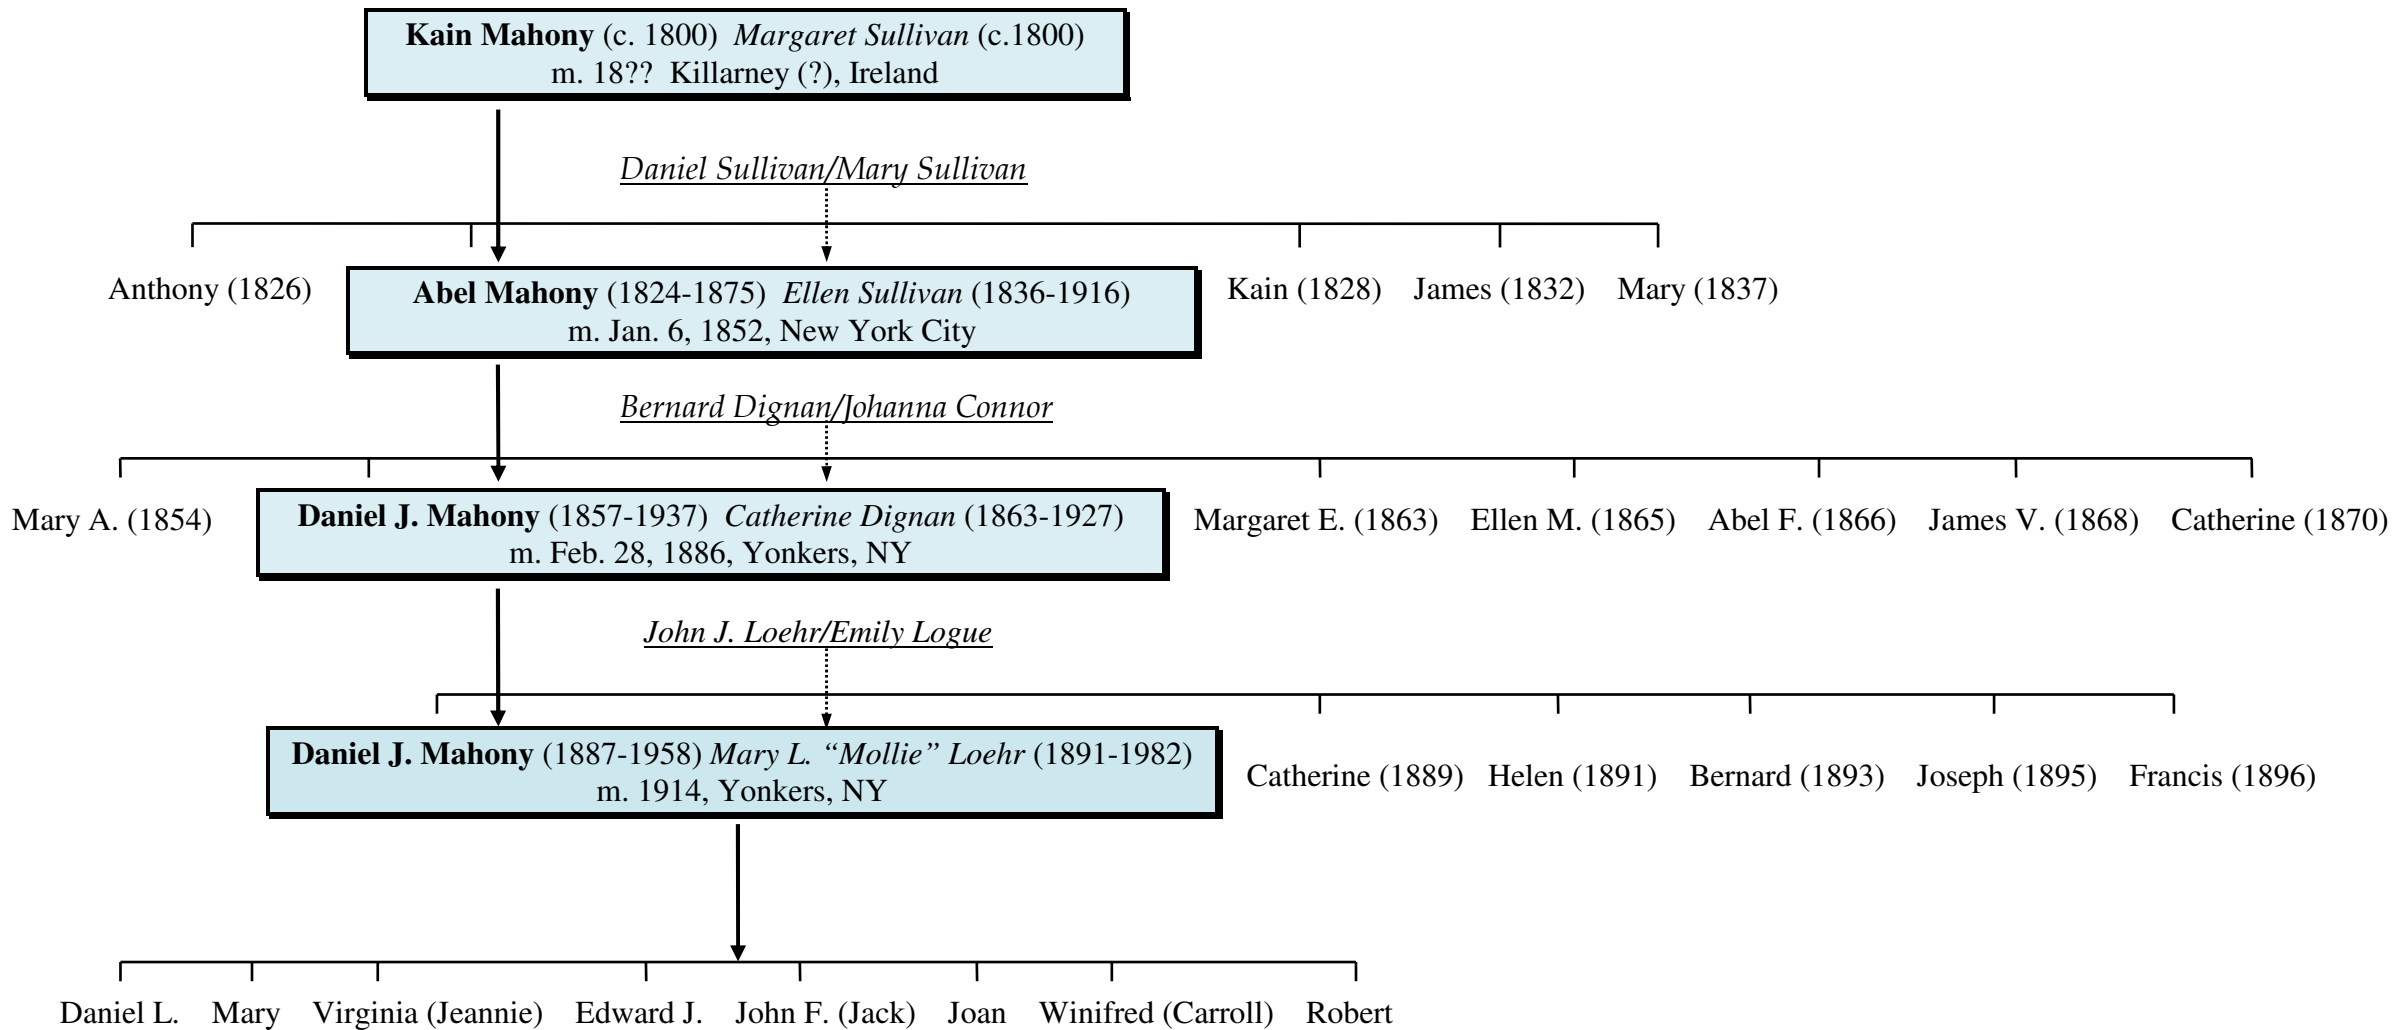 Kain Mahony (c. 1800) Margaret Sullivan (c.1800)
m. 18?? Killarney (?), Ireland
Daniel Sullivan/Mary Sullivan
Anthony (1826)
Abel Mahony (1824-1875) Ellen Sullivan (1836-1916)
m. Jan. 6, 1852, New York City
Kain (1828) James (1832) Mary (1837)
Bernard Dignan/Johanna Connor
Mary A. (1854)
Daniel J. Mahony (1857-1937) Catherine Dignan (1863-1927)
m. Feb. 28, 1886, Yonkers, NY
Margaret E. (1863) Ellen M. (1865) Abel F. (1866) James V. (1868) Catherine (1870)
John J. Loehr/Emily Logue
Daniel J. Mahony (1887-1958) Mary L. “Mollie” Loehr (1891-1982)
m. 1914, Yonkers, NY
Catherine (1889) Helen (1891) Bernard (1893) Joseph (1895) Francis (1896)
Daniel L. Mary Virginia (Jeannie) Edward J. John F. (Jack) Joan Winifred (Carroll) Robert